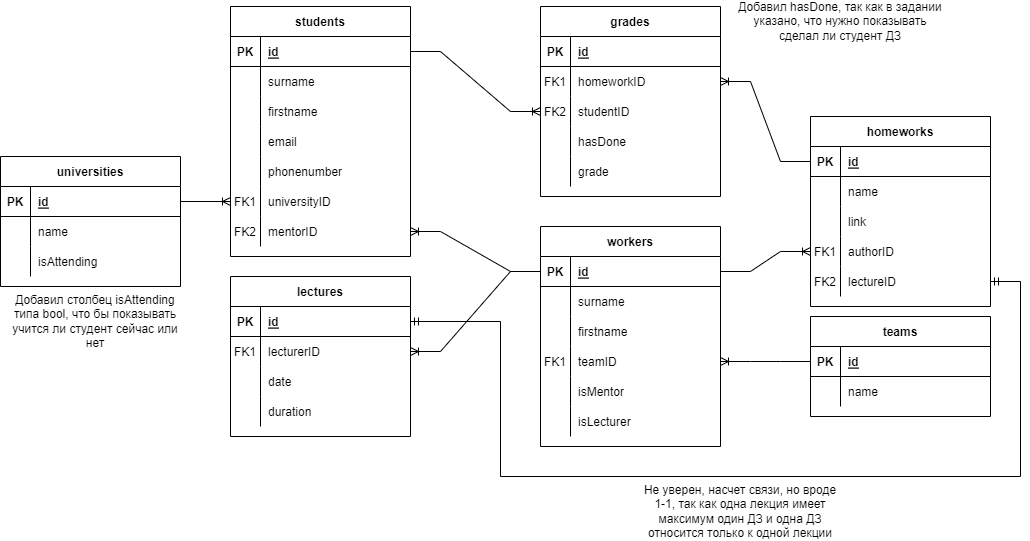 universities
PK id
name
isAttending
Добавил столбец isAttending
типа bool, что бы показывать
учится ли студент сейчас или
нет
students
PK id
surname
firstname
email
phonenumber
FK1 universityID
FK2 mentorID
lectures
PK id
FK1 lecturerID
date
duration
grades
PK id
FK1 homeworkID
FK2 studentID
hasDone
grade
Добавил hasDone, так как в задании
указано, что нужно показывать
сделал ли студент ДЗ
workers
PK id
surname
firstname
FK1 teamID
isMentor
isLecturer
homeworks
PK id
name
link
FK1 authorID
FK2 lectureID
teams
PK id
name
Не уверен, насчет связи, но вроде
1-1, так как одна лекция имеет
максимум один ДЗ и одна ДЗ
относится только к одной лекции